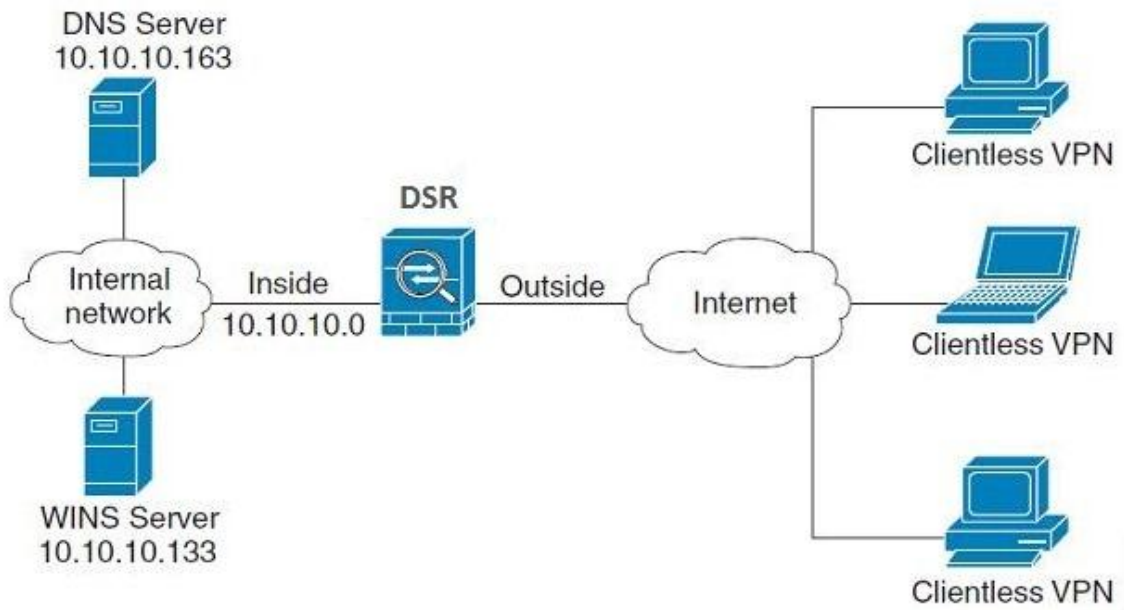 DNS Server
10.10.10.163
DSR
Internal
network
Inside
10.10.10.0
Outside
Internet
WINS Server
10.10.10.133
Clientless VPN
Clientless VPN
Clientless VPN